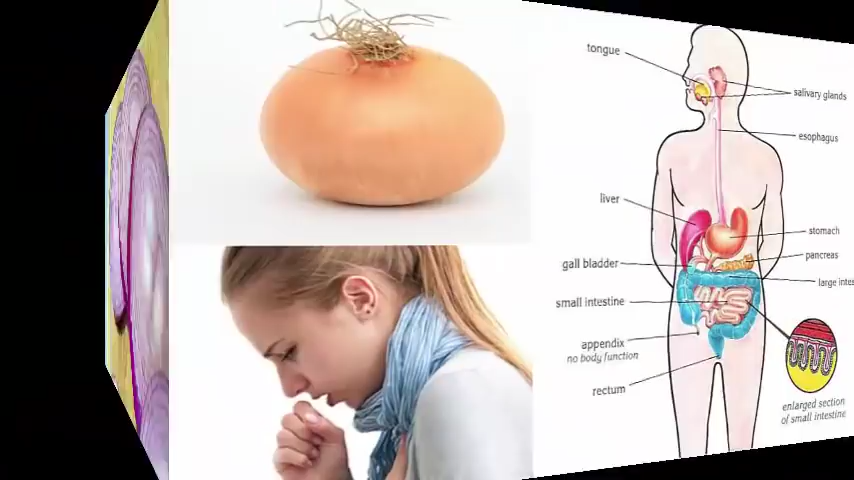 tongue
salivary glands
esophagus
liver
stomach
pancreas
gall bladder
large
small intestine
appendix
no body function
rectum
enlarged section
of small intestine